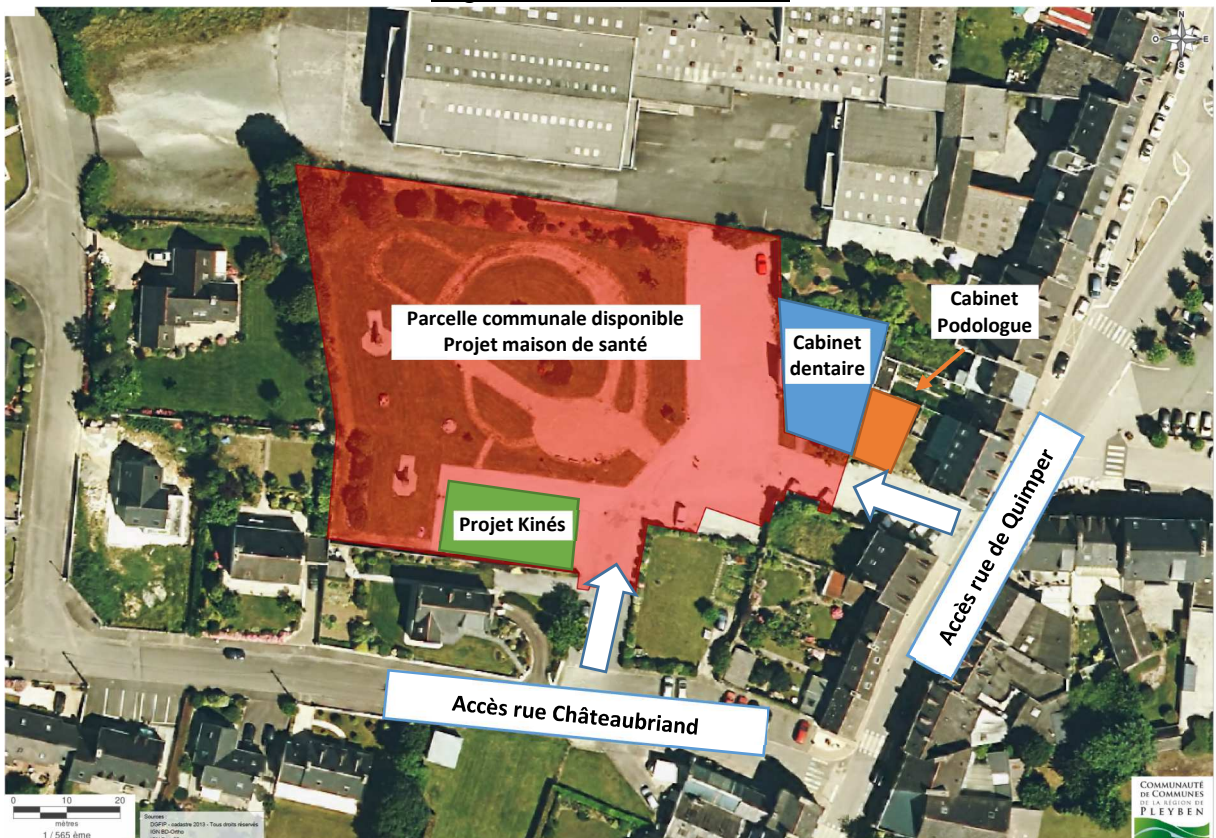 N
O
E
S
Parcelle communale disponible
Projet maison de santé
Cabinet
dentaire
Cabinet
Podologue
Projet Kinés
Accès rue de Quimper
Accès rue Châteaubriand
0 10 20
mètres
1 / 565 ème
Sources :
DGFIP - cadastre 2013 - Tous droits réservés
IGN BD-Ortho
COMMUNAUTÉ
DE COMMUNES
DE LA RÉGION DE
PLEYBEN